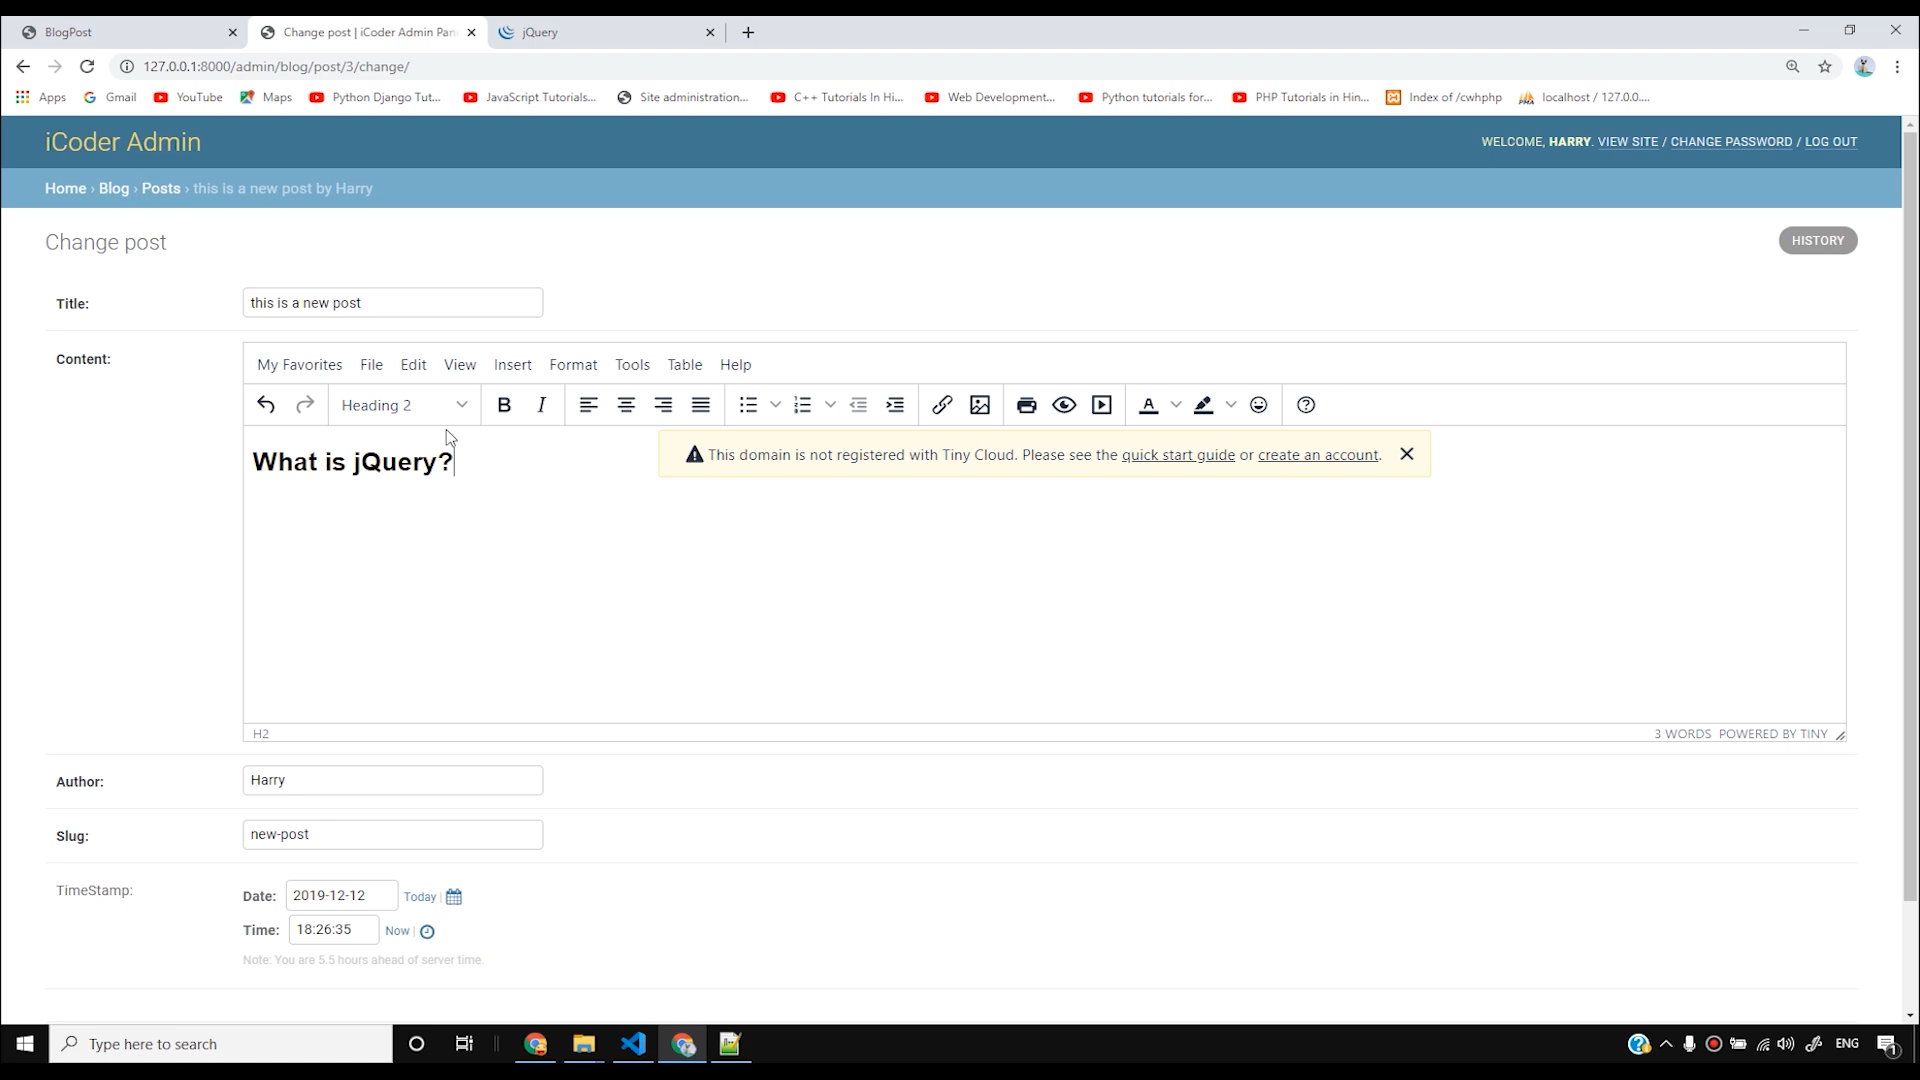 BlogPost
Change post | iCoder Admin Pan
jQuery
127.0.0.1:8000/admin/blog/post/3/change/
Apps Gmail YouTube Maps Python Django Tut... JavaScript Tutorials... Site administration... C++ Tutorials In Hi... Web Development... Python tutorials for... PHP Tutorials in Hin... Index of /cwhphp localhost / 127.0.0....
iCoder Admin
WELCOME, HARRY. VIEW SITE / CHANGE PASSWORD / LOG OUT
Home › Blog › Posts › this is a new post by Harry
Change post
HISTORY
Title: this is a new post
Content:
My Favorites File Edit View Insert Format Tools Table Help
Heading 2 B I A
This domain is not registered with Tiny Cloud. Please see the quick start guide or create an account.
What is jQuery?
H2
3 WORDS POWERED BY TINY
Author: Harry
Slug: new-post
TimeStamp:
Date: 2019-12-12 Today |
Time: 18:26:35 Now |
Note: You are 5.5 hours ahead of server time.
Type here to search
ENG
1